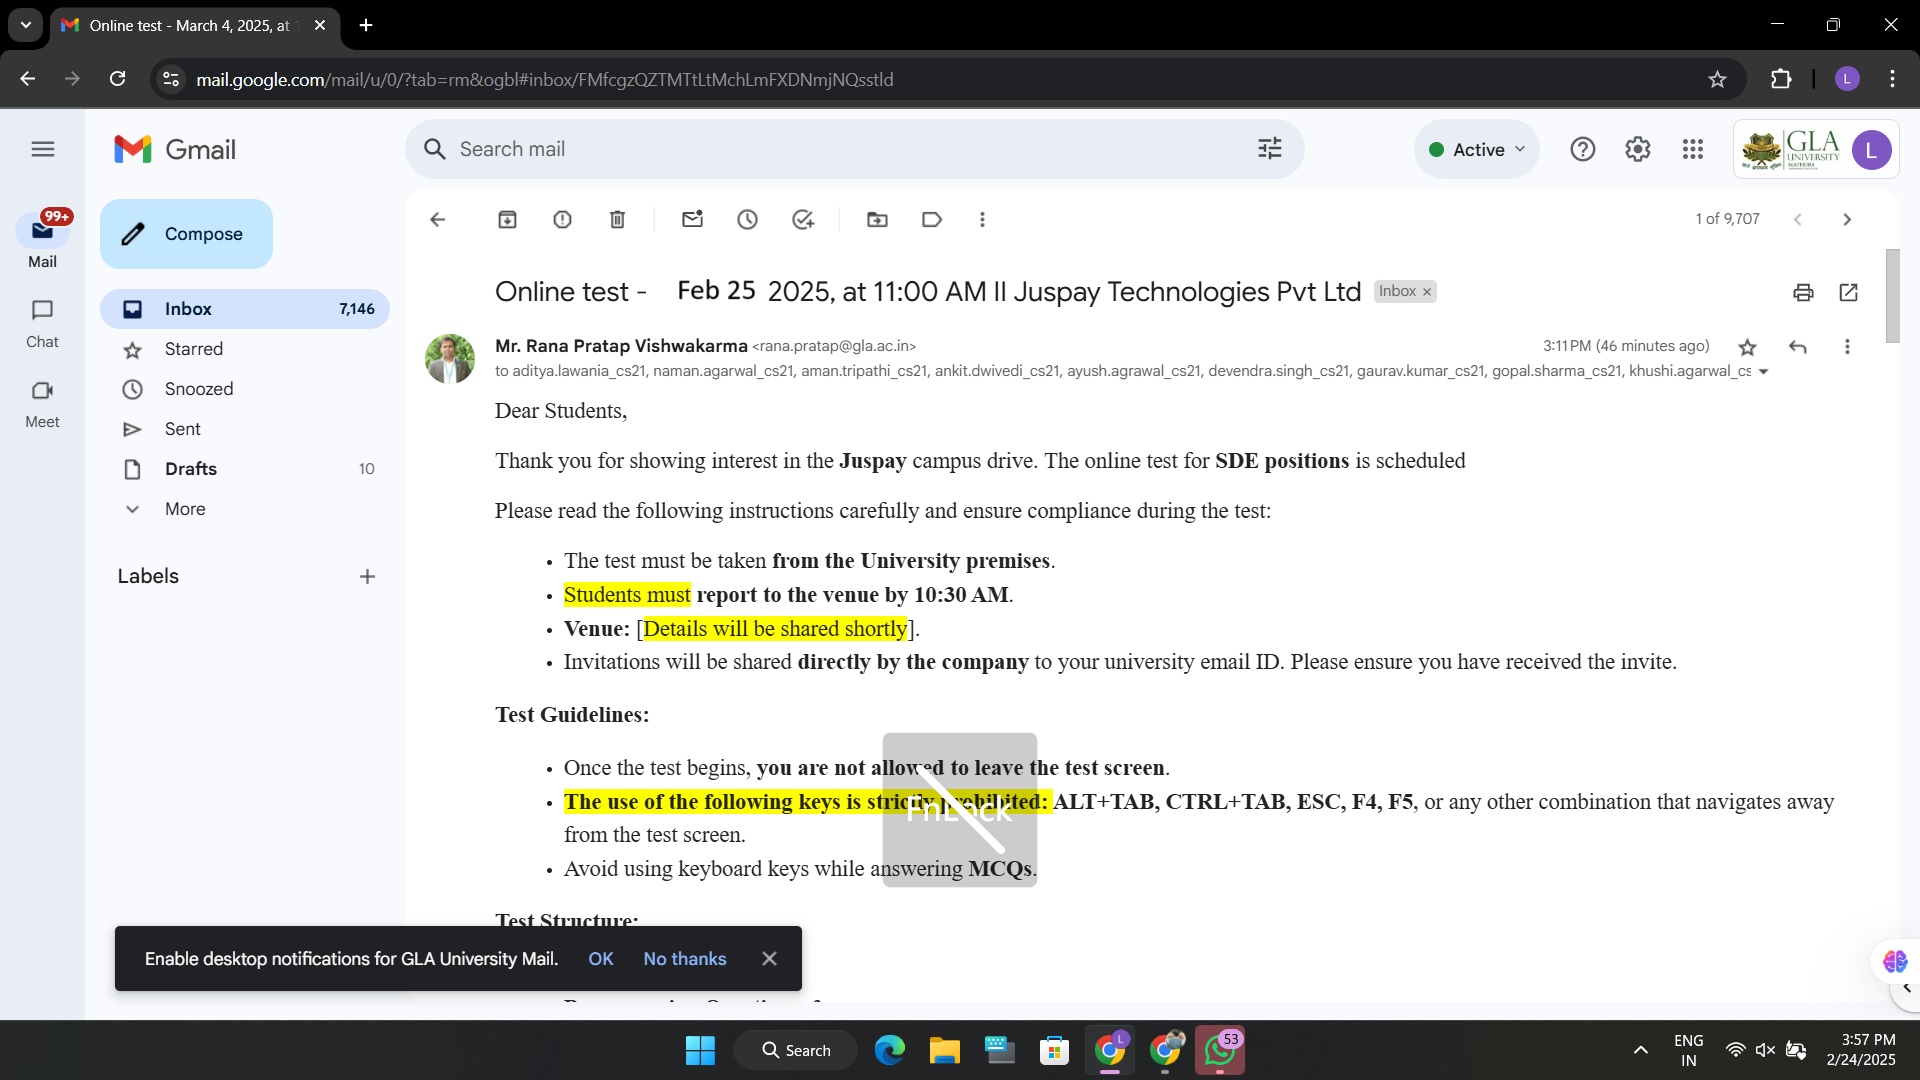 Online test - March 4, 2025, at
mail.google.com/mail/u/0/?tab=rm&ogbl#inbox/FMfcgzQZTMTtLtMchLmFXDNmjNQsstld
L
Gmail
Search mail
Active
GLA
UNIVERSITY
MATHURA
L
99+
Mail
Chat
Meet
Compose
Inbox 7,146
Starred
Snoozed
Sent
Drafts 10
More
Labels
1 of 9,707
Online test - Feb 25 2025, at 11:00 AM II Juspay Technologies Pvt Ltd Inbox ×
Mr. Rana Pratap Vishwakarma <rana.pratap@gla.ac.in>
3:11 PM (46 minutes ago)
to aditya.lawania_cs21, naman.agarwal_cs21, aman.tripathi_cs21, ankit.dwivedi_cs21, ayush.agrawal_cs21, devendra.singh_cs21, gaurav.kumar_cs21, gopal.sharma_cs21, khushi.agarwal_cs
Dear Students,
Thank you for showing interest in the Juspay campus drive. The online test for SDE positions is scheduled
Please read the following instructions carefully and ensure compliance during the test:
• The test must be taken from the University premises.
• Students must report to the venue by 10:30 AM.
• Venue: [Details will be shared shortly].
• Invitations will be shared directly by the company to your university email ID. Please ensure you have received the invite.
Test Guidelines:
• Once the test begins, you are not allowed to leave the test screen.
• The use of the following keys is strictly prohibited: ALT+TAB, CTRL+TAB, ESC, F4, F5, or any other combination that navigates away
from the test screen.
• Avoid using keyboard keys while answering MCQs.
FnLock
Test Structure:
Enable desktop notifications for GLA University Mail. OK No thanks
Search
L
53
ENG
IN
3:57 PM
2/24/2025